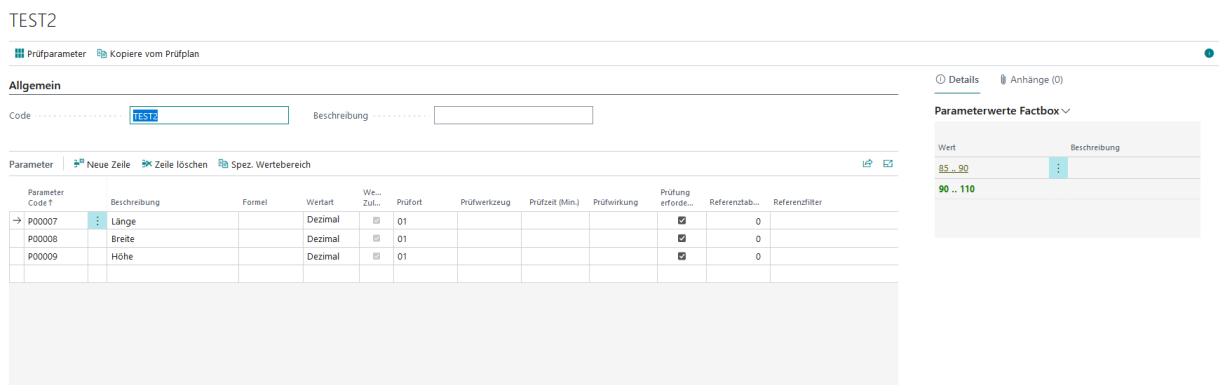 TEST2
Prüfparameter Kopiere vom Prüfplan
Allgemein
Code TEST2 Beschreibung
Parameter Neue Zeile Zeile löschen Spez. Wertebereich
Parameter Code↑ Beschreibung Formel Wertart We... Zul... Prüfort Prüfwerkzeug Prüfzeit (Min.) Prüfwirkung Prüfung erforde... Referenztab... Referenzfilter
→ P00007 Länge Dezimal 01 0
P00008 Breite Dezimal 01 0
P00009 Höhe Dezimal 01 0
Details Anhänge (0)
Parameterwerte Factbox
Wert Beschreibung
85 .. 90
90 .. 110